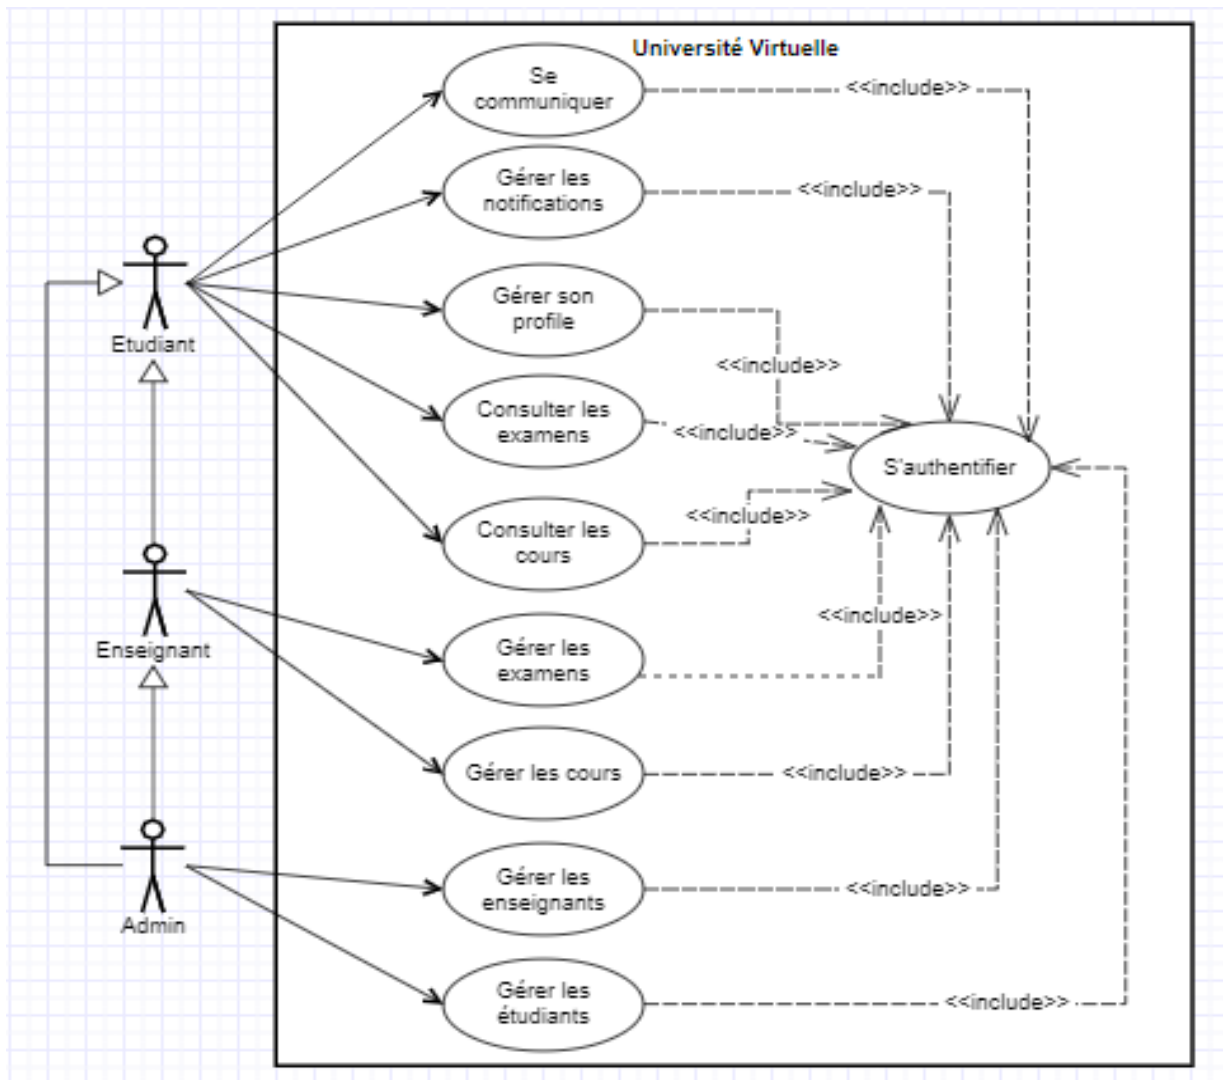 Université Virtuelle
Se
communiquer
<<include>>
Gérer les
notifications
<<include>>
Gérer son
profile
<<include>>
Etudiant
Consulter les
examens
<<include>>
S'authentifier
Consulter les
cours
<<include>>
Enseignant
Gérer les
examens
<<include>>
Gérer les cours
<<include>>
Gérer les
enseignants
<<include>>
Admin
Gérer les
étudiants
<<include>>